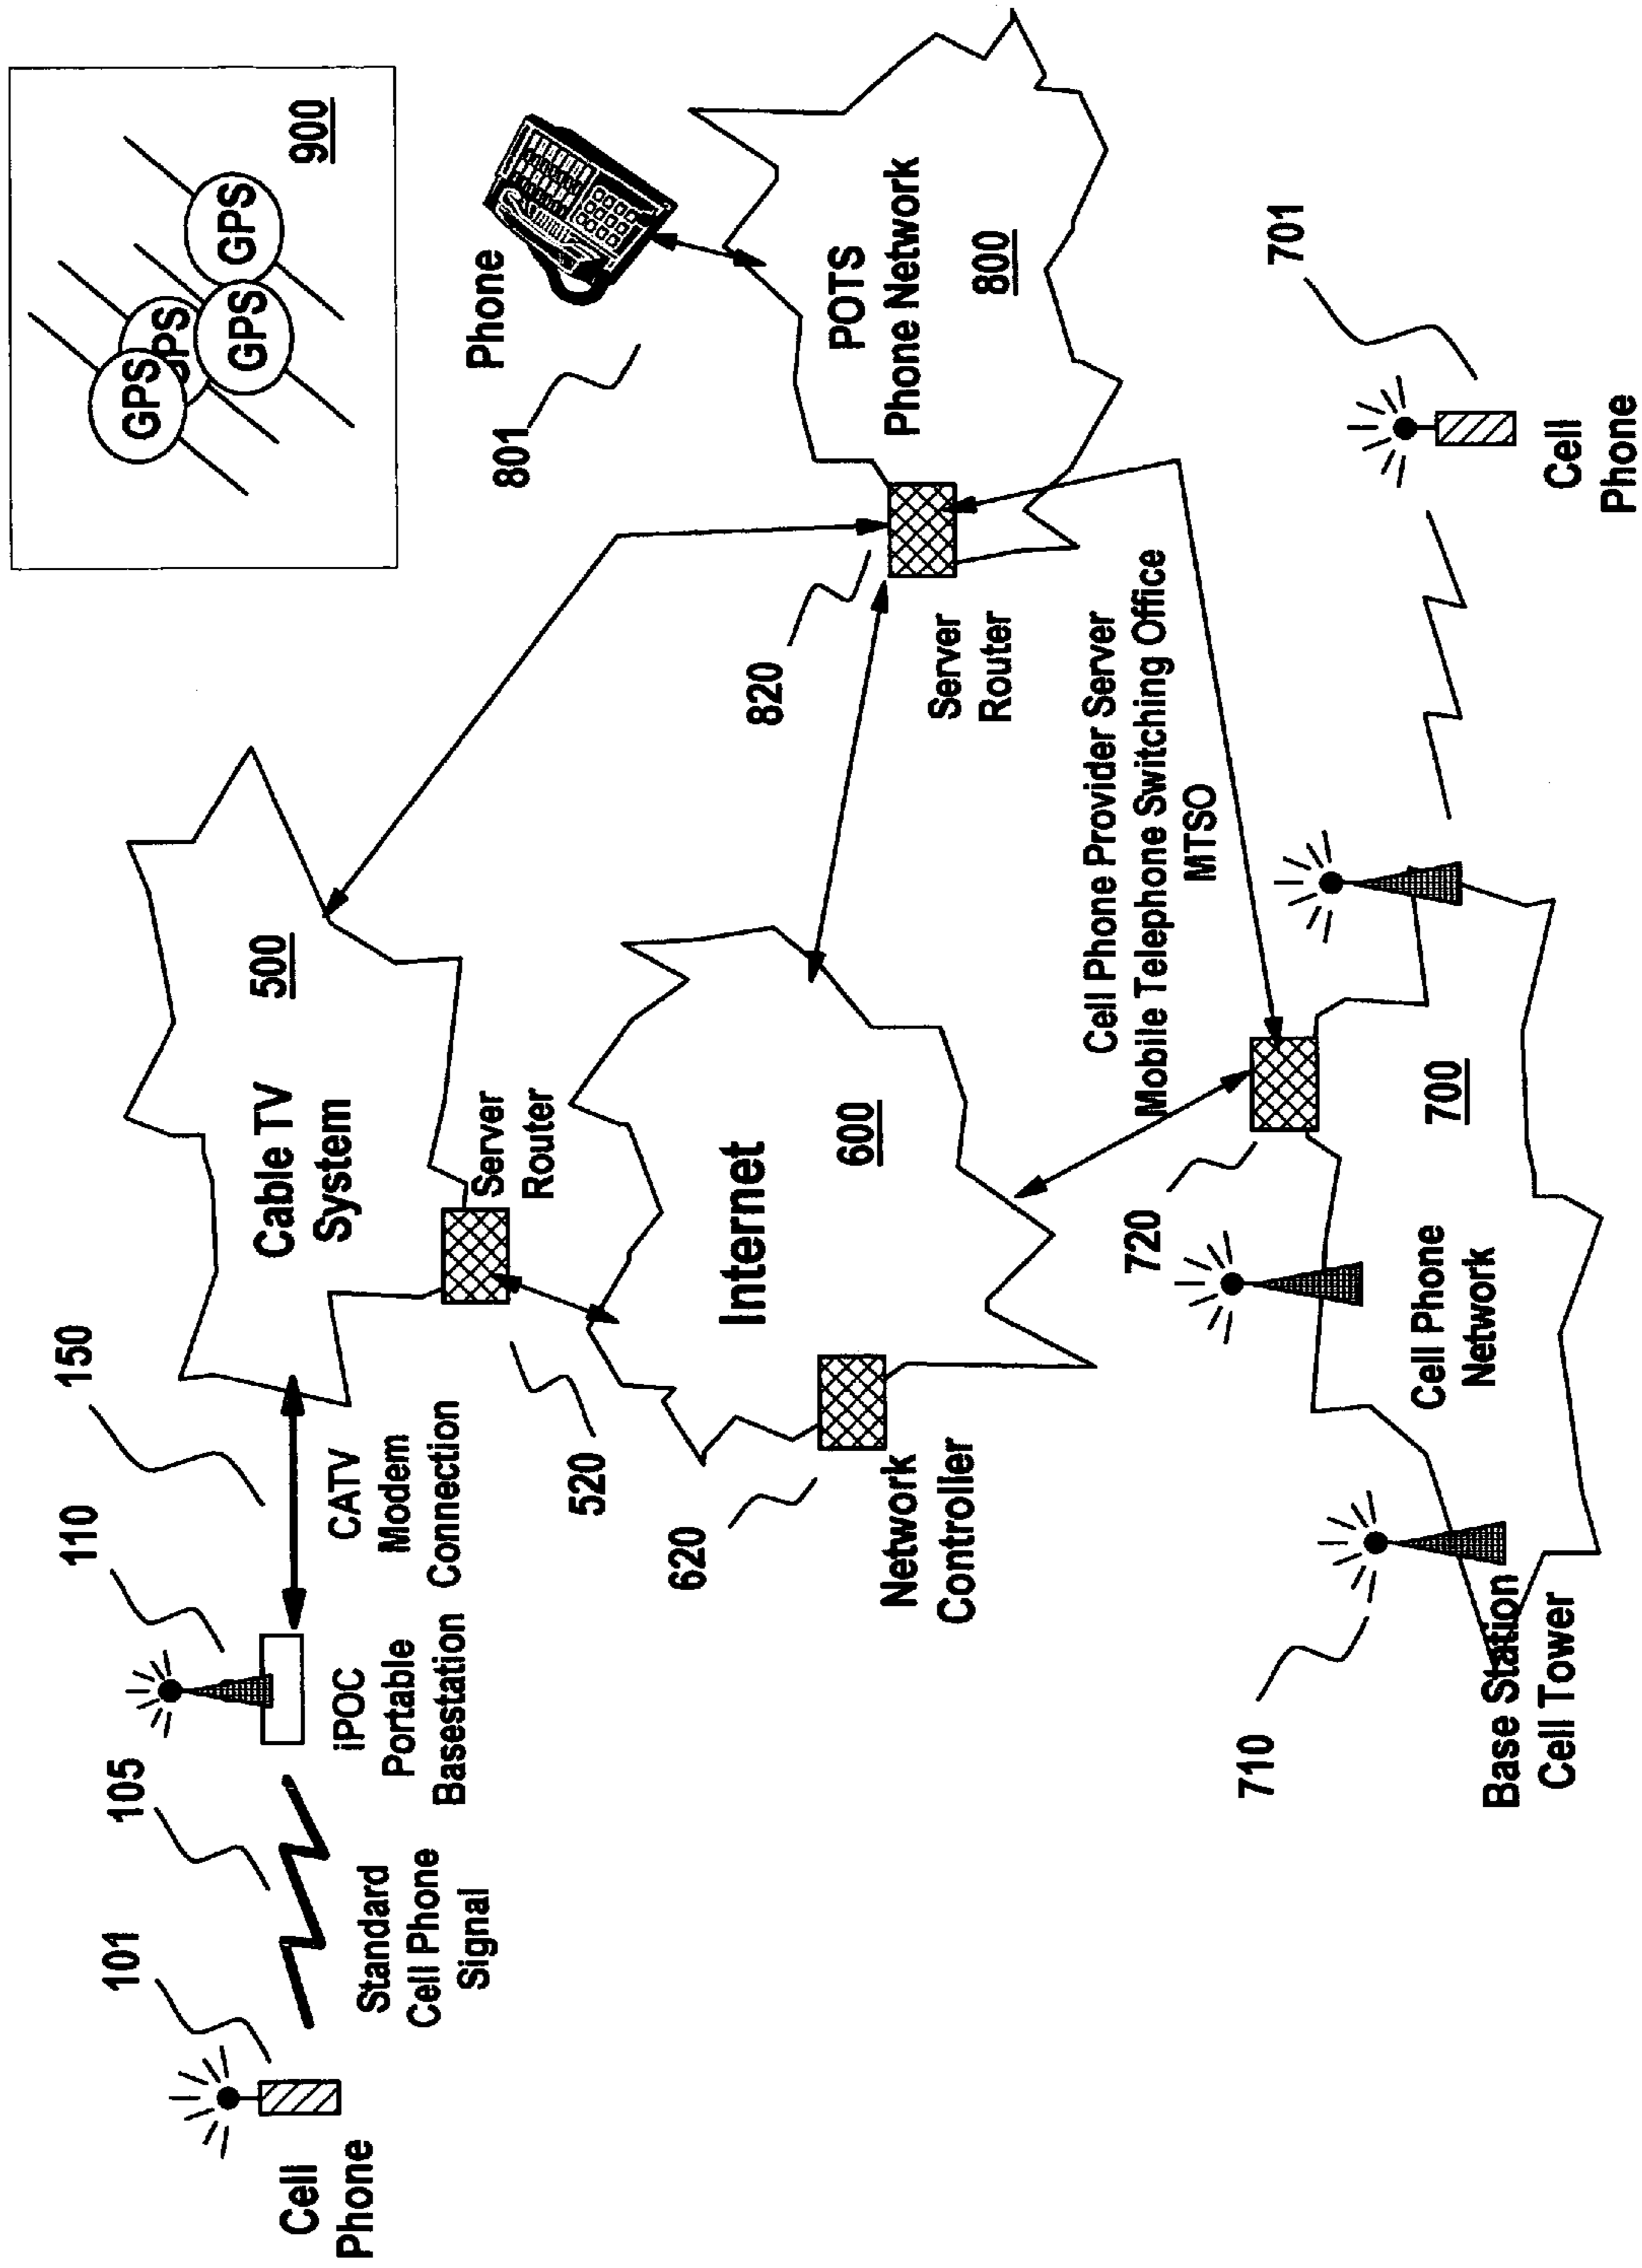 Cell
Phone
101
105
Standard
Cell Phone
Signal
110
iPOC
Portable
Basestation
150
CATV
Modem
Connection
Cable TV
System
500
Server
Router
520
Internet
600
620
Network
Controller
GPS
GPS
GPS
GPS
900
Phone
801
POTS
Phone Network
800
820
Server
Router
Cell Phone Provider Server
Mobile Telephone Switching Office
MTSO
720
700
Cell Phone
Network
710
Base Station
Cell Tower
701
Cell
Phone